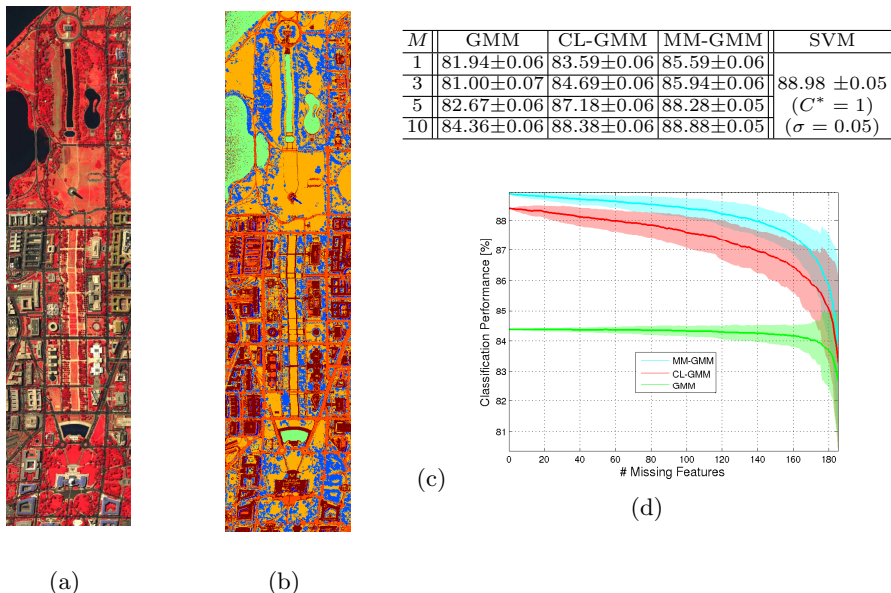 M GMM CL-GMM MM-GMM SVM
1 81.94±0.06 83.59±0.06 85.59±0.06
3 81.00±0.07 84.69±0.06 85.94±0.06 88.98 ±0.05
5 82.67±0.06 87.18±0.06 88.28±0.05 (C* = 1)
10 84.36±0.06 88.38±0.06 88.88±0.05 (σ = 0.05)
Classification Performance [%]
88
87
86
85
84
83
82
81
MM-GMM
CL-GMM
GMM
0 20 40 60 80 100 120 140 160 180
# Missing Features
(c)
(d)
(a)
(b)